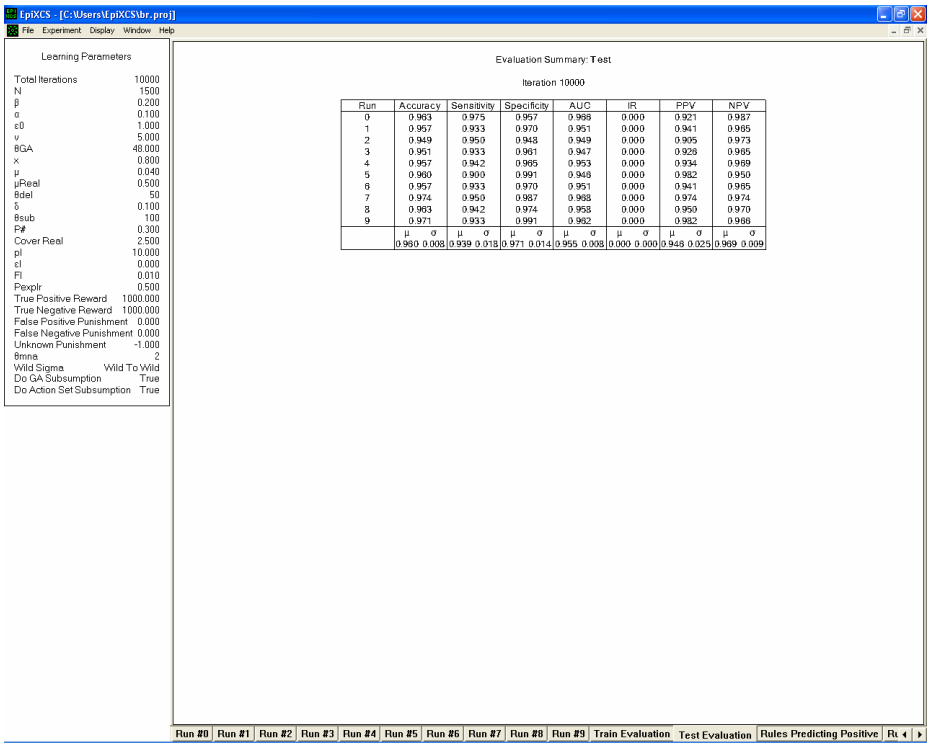 EpiXCS - [C:\Users\EpiXCS\br.proj]
File Experiment Display Window Help
Learning Parameters
Total Iterations 10000
N 1500
β 0.200
α 0.100
ε0 1.000
ν 5.000
θGA 48.000
x 0.800
μ 0.040
μReal 0.500
θdel 50
δ 0.100
θsub 100
P# 0.300
Cover Real 2.500
pI 10.000
εI 0.000
FI 0.010
Pexplr 0.500
True Positive Reward 1000.000
True Negative Reward 1000.000
False Positive Punishment 0.000
False Negative Punishment 0.000
Unknown Punishment -1.000
θmna 2
Wild Sigma Wild To Wild
Do GA Subsumption True
Do Action Set Subsumption True
Evaluation Summary: Test
Iteration 10000
Run Accuracy Sensitivity Specificity AUC IR PPV NPV
0 0.963 0.975 0.957 0.966 0.000 0.921 0.987
1 0.957 0.933 0.970 0.951 0.000 0.941 0.965
2 0.949 0.950 0.948 0.949 0.000 0.905 0.973
3 0.951 0.933 0.961 0.947 0.000 0.926 0.965
4 0.957 0.942 0.965 0.953 0.000 0.934 0.969
5 0.960 0.900 0.991 0.946 0.000 0.982 0.950
6 0.957 0.933 0.970 0.951 0.000 0.941 0.965
7 0.974 0.950 0.987 0.968 0.000 0.974 0.974
8 0.963 0.942 0.974 0.958 0.000 0.950 0.970
9 0.971 0.933 0.991 0.962 0.000 0.982 0.966
μ σ μ σ μ σ μ σ μ σ μ σ μ σ
0.960 0.008 0.939 0.018 0.971 0.014 0.955 0.008 0.000 0.000 0.946 0.025 0.969 0.009
Run #0 Run #1 Run #2 Run #3 Run #4 Run #5 Run #6 Run #7 Run #8 Run #9 Train Evaluation Test Evaluation Rules Predicting Positive Ru